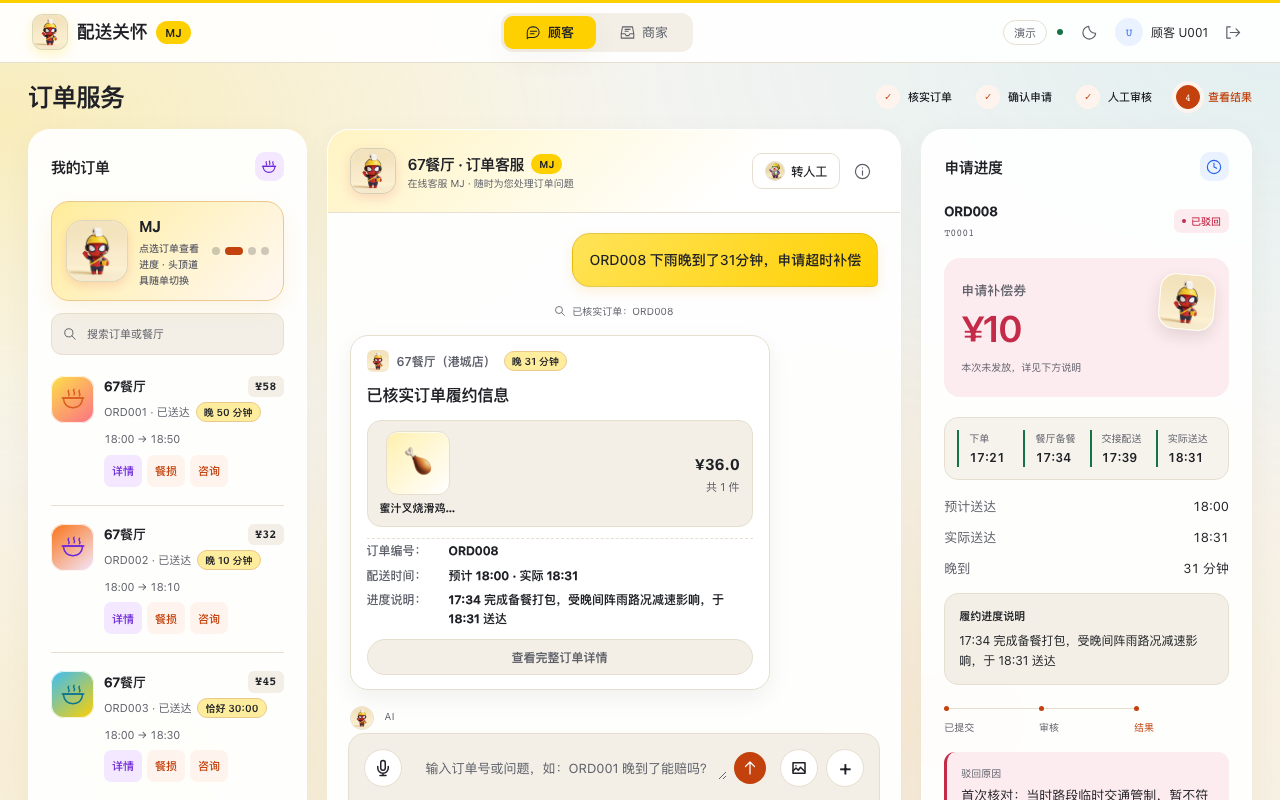 配送关怀 MJ
顾客
商家
演示
U
顾客 U001
订单服务
✓ 核实订单
✓ 确认申请
✓ 人工审核
4 查看结果
我的订单
MJ
点选订单查看
进度 · 头顶道
具随单切换
搜索订单或餐厅
67餐厅
¥58
ORD001 · 已送达 晚 50 分钟
18:00 → 18:50
详情 餐损 咨询
67餐厅
¥32
ORD002 · 已送达 晚 10 分钟
18:00 → 18:10
详情 餐损 咨询
67餐厅
¥45
ORD003 · 已送达 恰好 30:00
18:00 → 18:30
详情 餐损 咨询
67餐厅 · 订单客服 MJ
在线客服 MJ · 随时为您处理订单问题
转人工
ORD008 下雨晚到了31分钟，申请超时补偿
已核实订单：ORD008
67餐厅（港城店） 晚 31 分钟
已核实订单履约信息
¥36.0
共 1 件
蜜汁叉烧滑鸡...
订单编号： ORD008
配送时间： 预计 18:00 · 实际 18:31
进度说明： 17:34 完成备餐打包，受晚间阵雨路况减速影响，于
18:31 送达
查看完整订单详情
AI
输入订单号或问题，如：ORD001 晚到了能赔吗？
申请进度
ORD008
T0001
已驳回
申请补偿券
¥10
本次未发放，详见下方说明
下单 餐厅备餐 交接配送 实际送达
17:21 17:34 17:39 18:31
预计送达 18:00
实际送达 18:31
晚到 31 分钟
履约进度说明
17:34 完成备餐打包，受晚间阵雨路况减速影
响，于 18:31 送达
已提交 审核 结果
驳回原因
首次核对：当时路段临时交通管制，暂不符